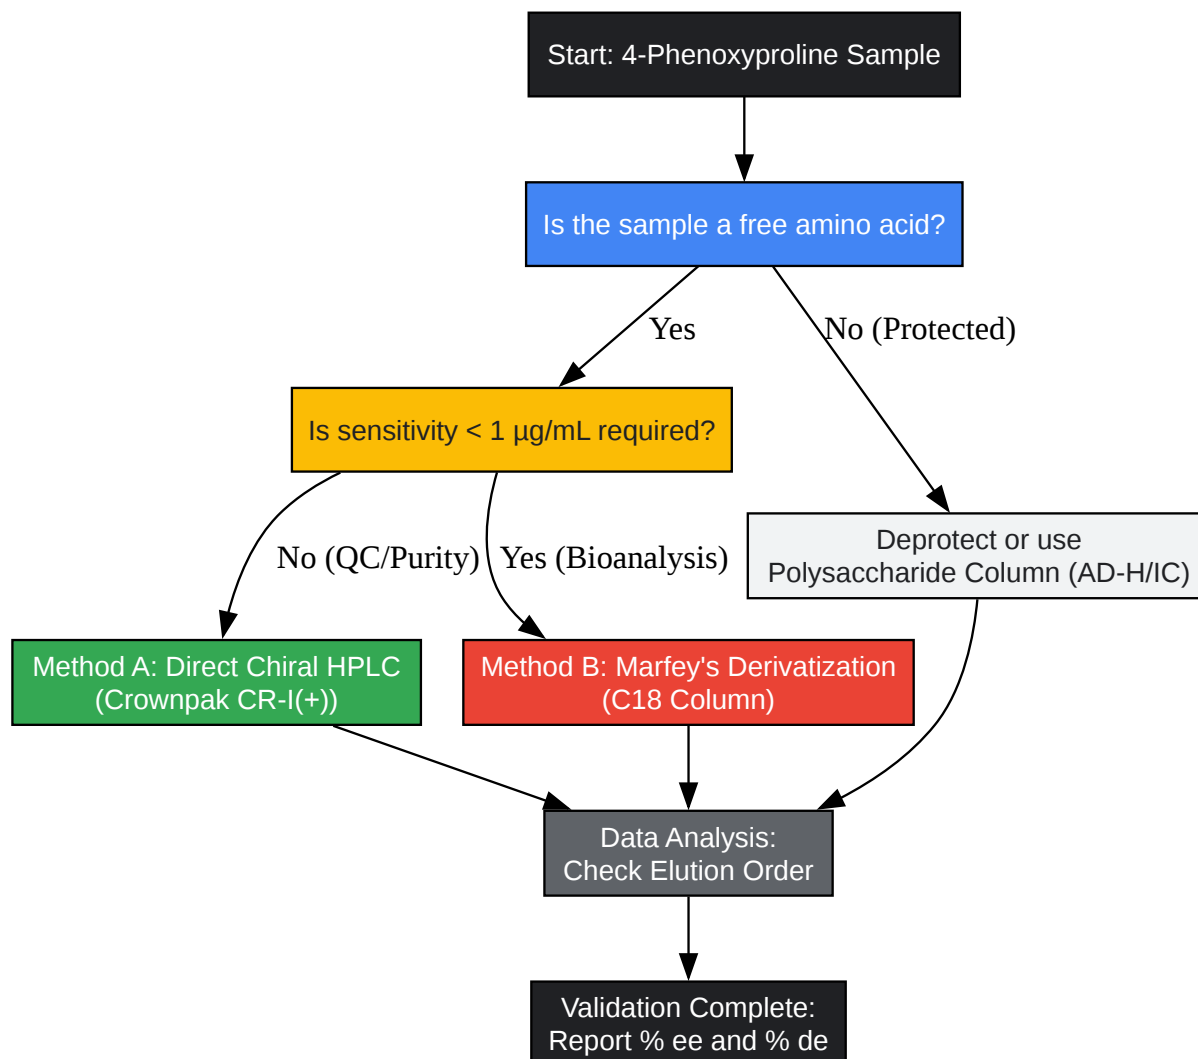 Start: 4-Phenoxyproline Sample
Is the sample a free amino acid?
Yes
No (Protected)
Is sensitivity < 1 µg/mL required?
No (QC/Purity)
Yes (Bioanalysis)
Deprotect or use
Polysaccharide Column (AD-H/IC)
Method A: Direct Chiral HPLC
(Crownpak CR-I(+))
Method B: Marfey's Derivatization
(C18 Column)
Data Analysis:
Check Elution Order
Validation Complete:
Report % ee and % de